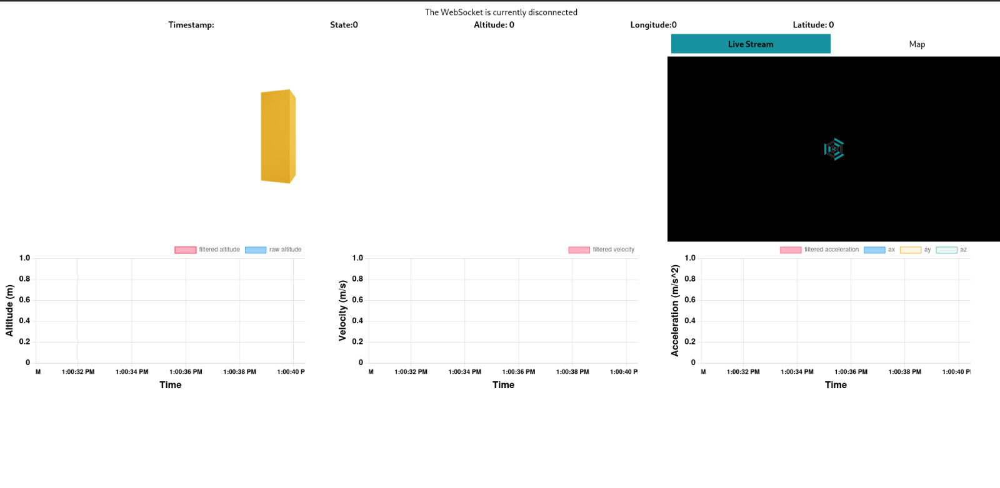 The WebSocket is currently disconnected
Timestamp: State:0 Altitude: 0 Longitude:0 Latitude: 0
Live Stream Map
filtered altitude raw altitude
1.0
0.8
0.6
0.4
0.2
0
Altitude (m)
M 1:00:32 PM 1:00:34 PM 1:00:36 PM 1:00:38 PM 1:00:40 P
Time
filtered velocity
1.0
0.8
0.6
0.4
0.2
0
Velocity (m/s)
M 1:00:32 PM 1:00:34 PM 1:00:36 PM 1:00:38 PM 1:00:40 P
Time
filtered acceleration ax ay az
1.0
0.8
0.6
0.4
0.2
0
Acceleration (m/s^2)
M 1:00:32 PM 1:00:34 PM 1:00:36 PM 1:00:38 PM 1:00:40 P
Time